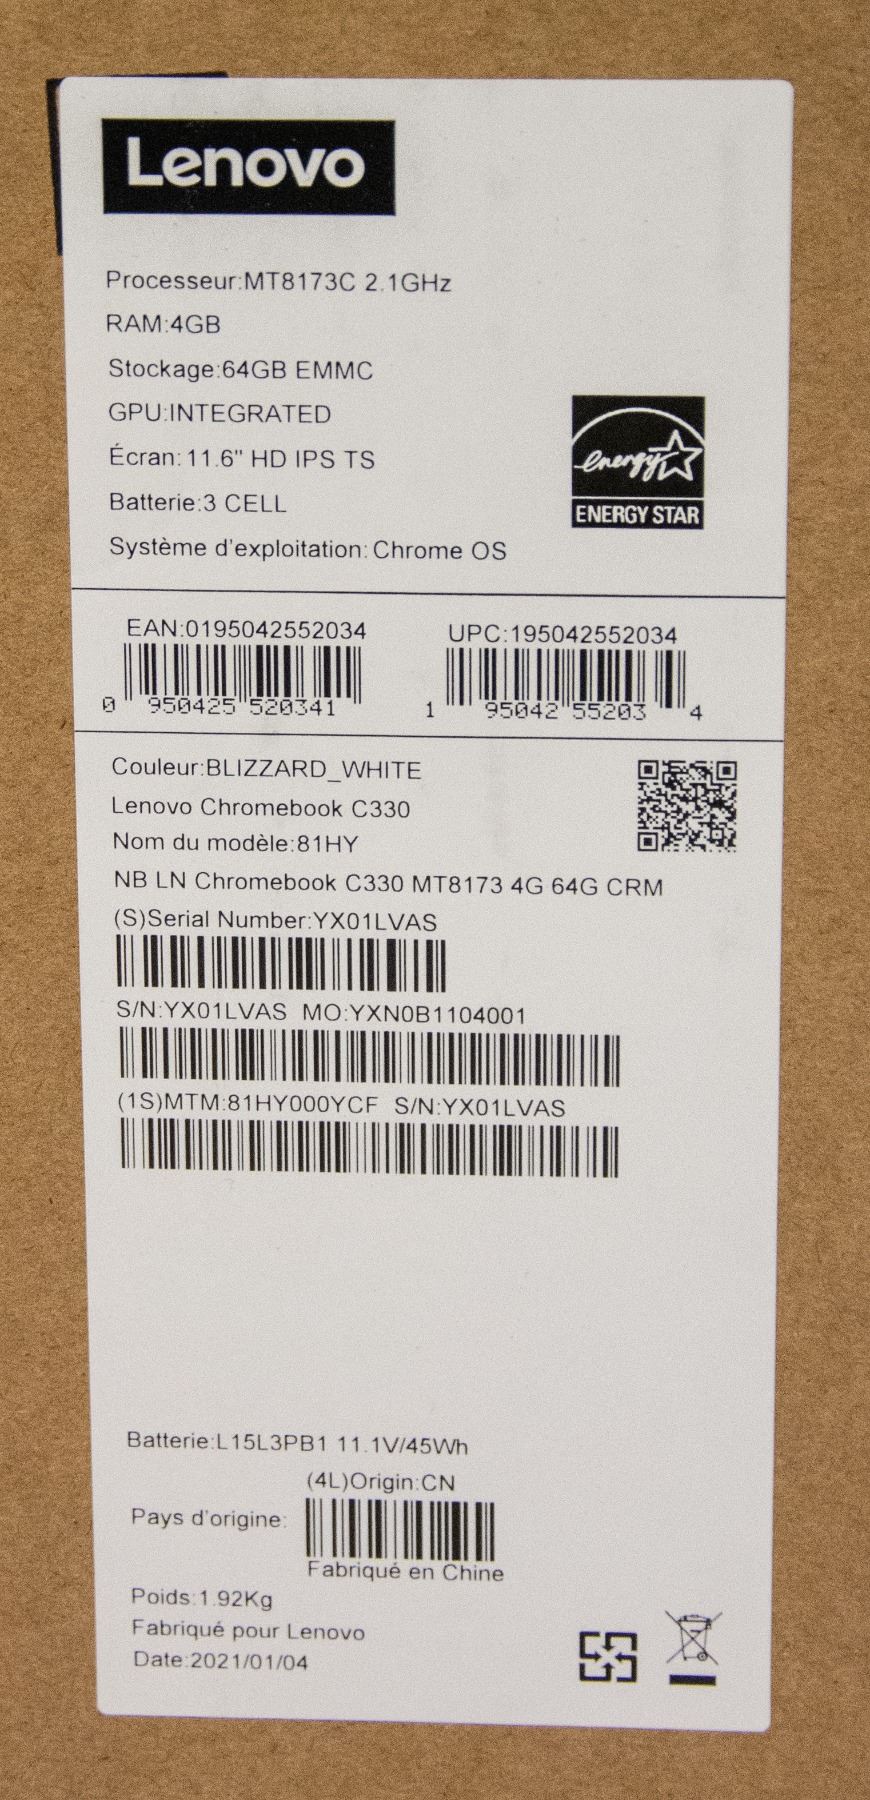 Lenovo
Processeur:MT8173C 2.1GHz
RAM:4GB
Stockage:64GB EMMC
GPU:INTEGRATED
Écran:11.6" HD IPS TS
Batterie:3 CELL
Système d'exploitation:Chrome OS
energy
ENERGY STAR
EAN:0195042552034
0 950425 520341
UPC:195042552034
1 95042 55203 4
Couleur:BLIZZARD_WHITE
Lenovo Chromebook C330
Nom du modèle:81HY
NB LN Chromebook C330 MT8173 4G 64G CRM
(S)Serial Number:YX01LVAS
S/N:YX01LVAS MO:YXN0B1104001
(1S)MTM:81HY000YCF S/N:YX01LVAS
Batterie:L15L3PB1 11.1V/45Wh
(4L)Origin:CN
Pays d'origine:
Fabriqué en Chine
Poids:1.92Kg
Fabriqué pour Lenovo
Date:2021/01/04